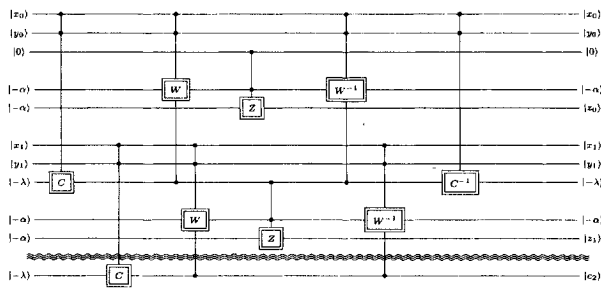 |x₀⟩ |x₀⟩
|y₀⟩ |y₀⟩
|0⟩ |0⟩
|−α⟩ W W⁻¹ |−α⟩
|−α⟩ Z |z₀⟩
|x₁⟩ |x₁⟩
|y₁⟩ |y₁⟩
|−λ⟩ C C⁻¹ |−λ⟩
|−α⟩ W W⁻¹ |−α⟩
|−α⟩ Z |z₁⟩
|−λ⟩ C |c₂⟩